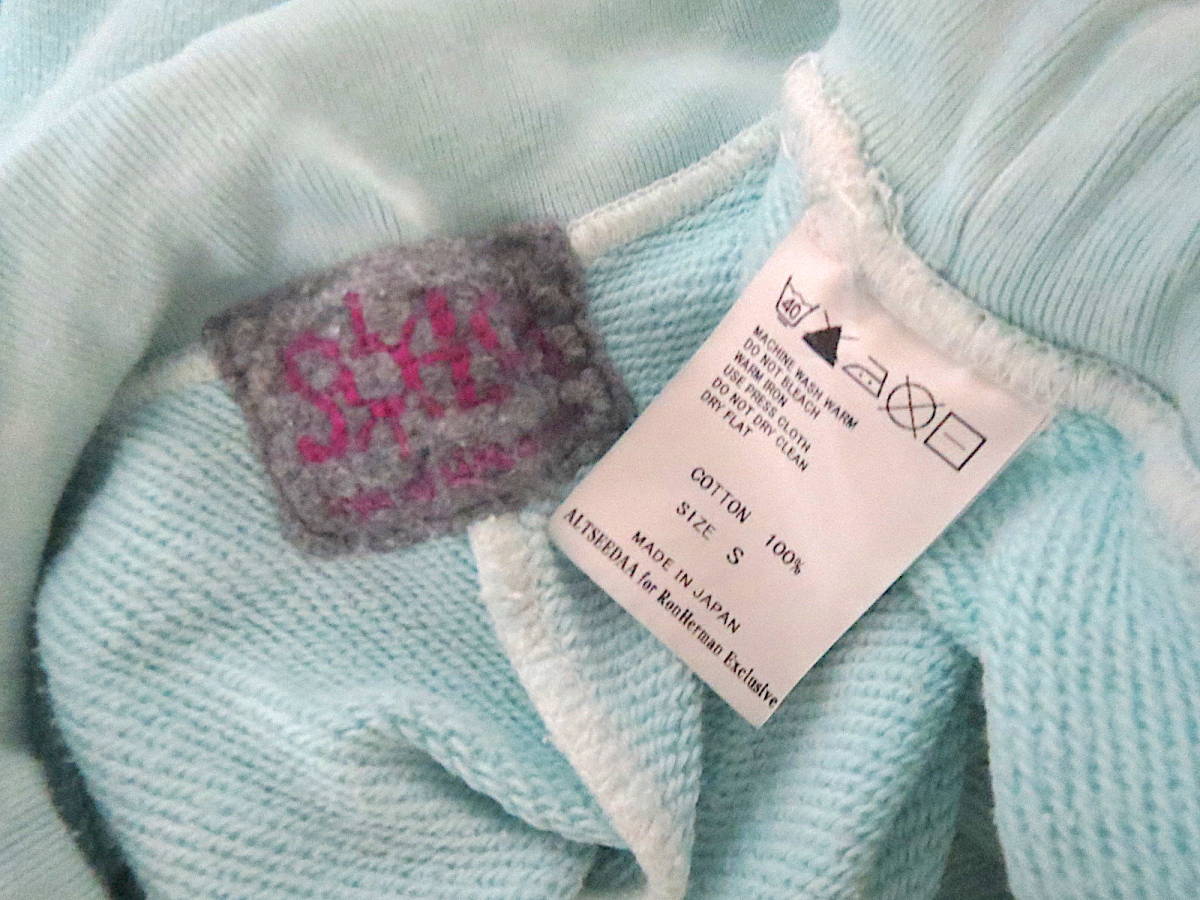 40
MACHINE WASH WARM
DO NOT BLEACH
WARM IRON
USE PRESS CLOTH
DO NOT DRY CLEAN
DRY FLAT
COTTON 100%
SIZE S
MADE IN JAPAN
ALTSEEDAA for RonHerman Exclusive